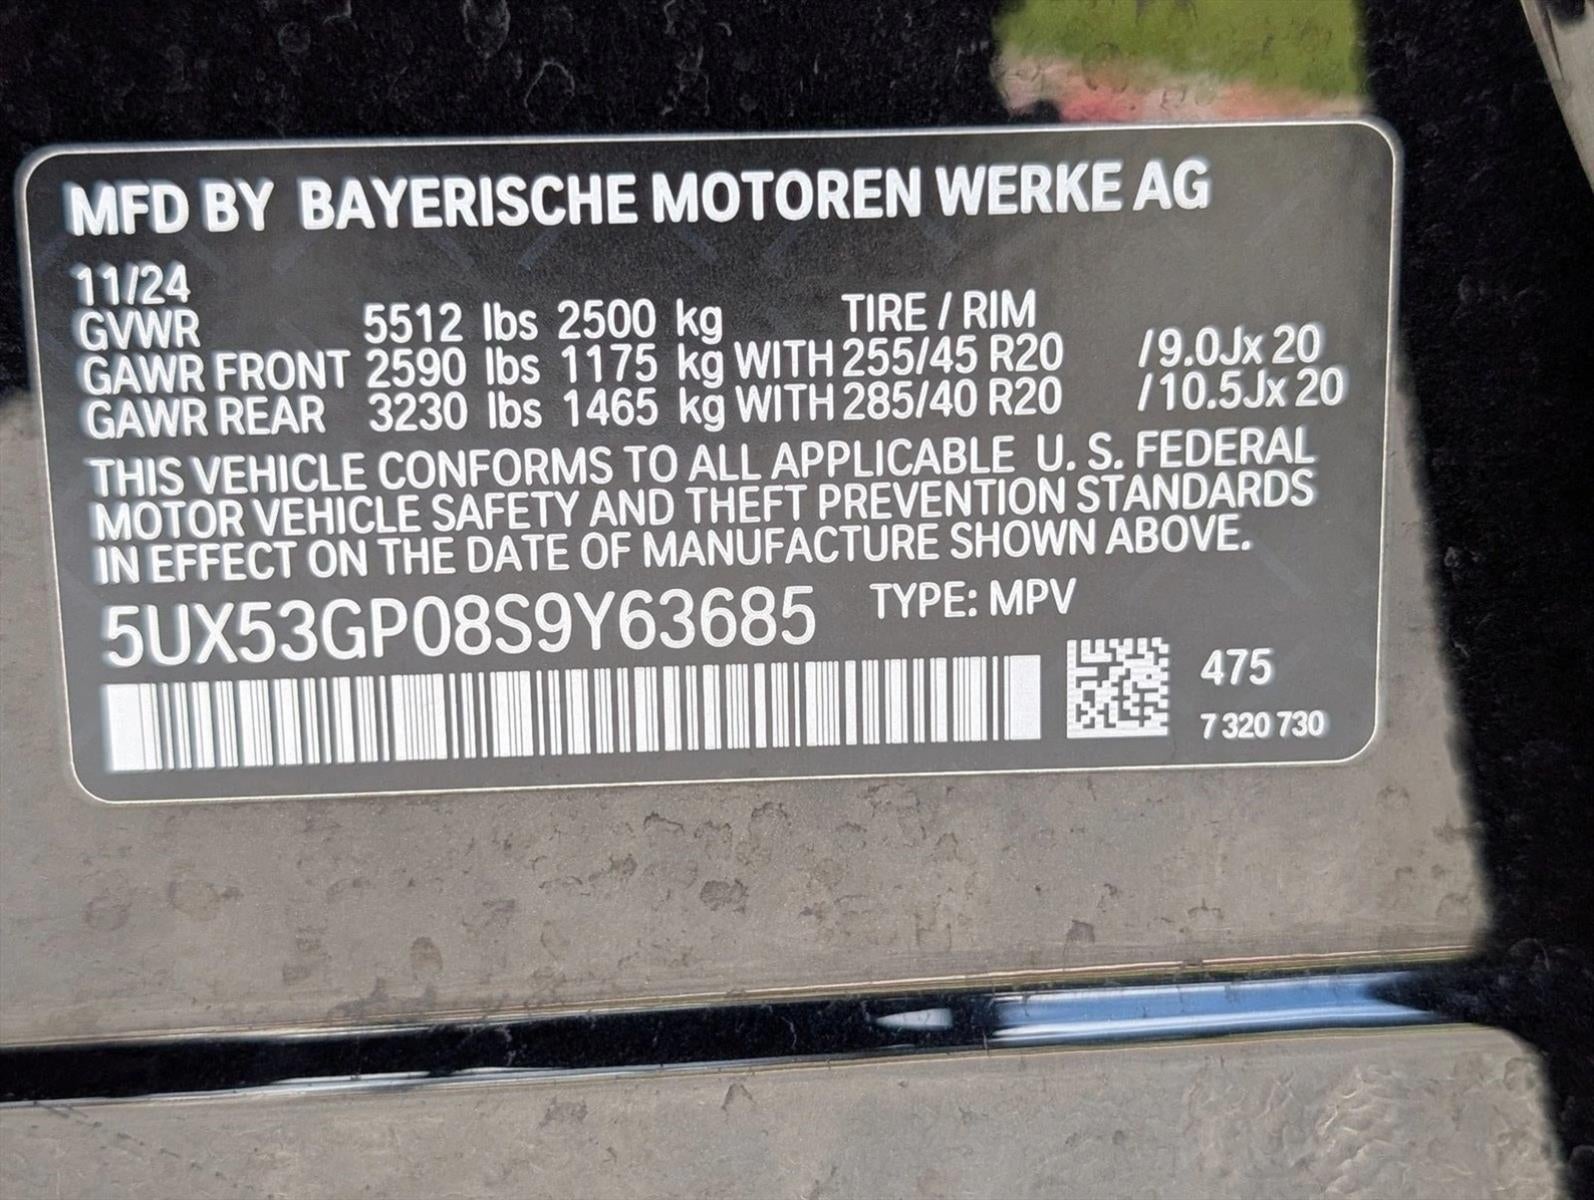 MFD BY BAYERISCHE MOTOREN WERKE AG
11/24
GVWR 5512 lbs 2500 kg TIRE / RIM
GAWR FRONT 2590 lbs 1175 kg WITH 255/45 R20 /9.0Jx 20
GAWR REAR 3230 lbs 1465 kg WITH 285/40 R20 /10.5Jx 20
THIS VEHICLE CONFORMS TO ALL APPLICABLE U. S. FEDERAL
MOTOR VEHICLE SAFETY AND THEFT PREVENTION STANDARDS
IN EFFECT ON THE DATE OF MANUFACTURE SHOWN ABOVE.
5UX53GP08S9Y63685 TYPE: MPV
475
7 320 730